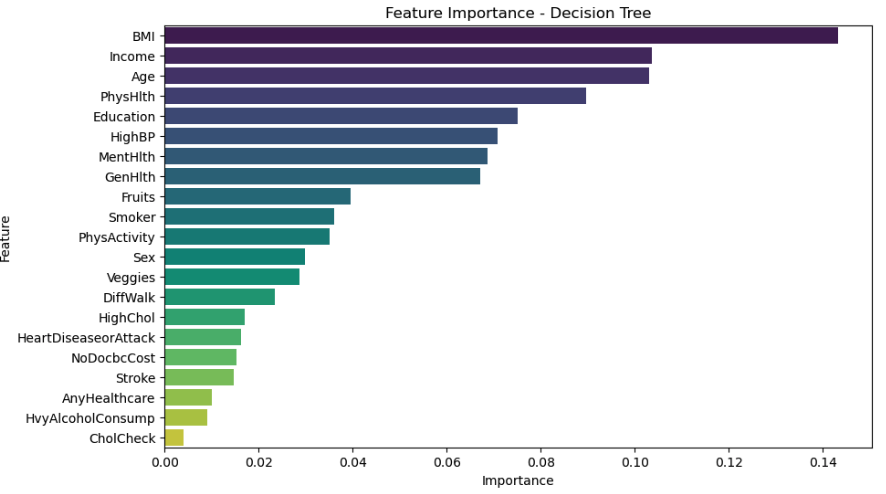 Feature Importance - Decision Tree
BMI
Income
Age
PhysHlth
Education
HighBP
MentHlth
GenHlth
Fruits
Smoker
PhysActivity
Sex
Veggies
DiffWalk
HighChol
HeartDiseaseorAttack
NoDocbcCost
Stroke
AnyHealthcare
HvyAlcoholConsump
CholCheck
Feature
0.00 0.02 0.04 0.06 0.08 0.10 0.12 0.14
Importance